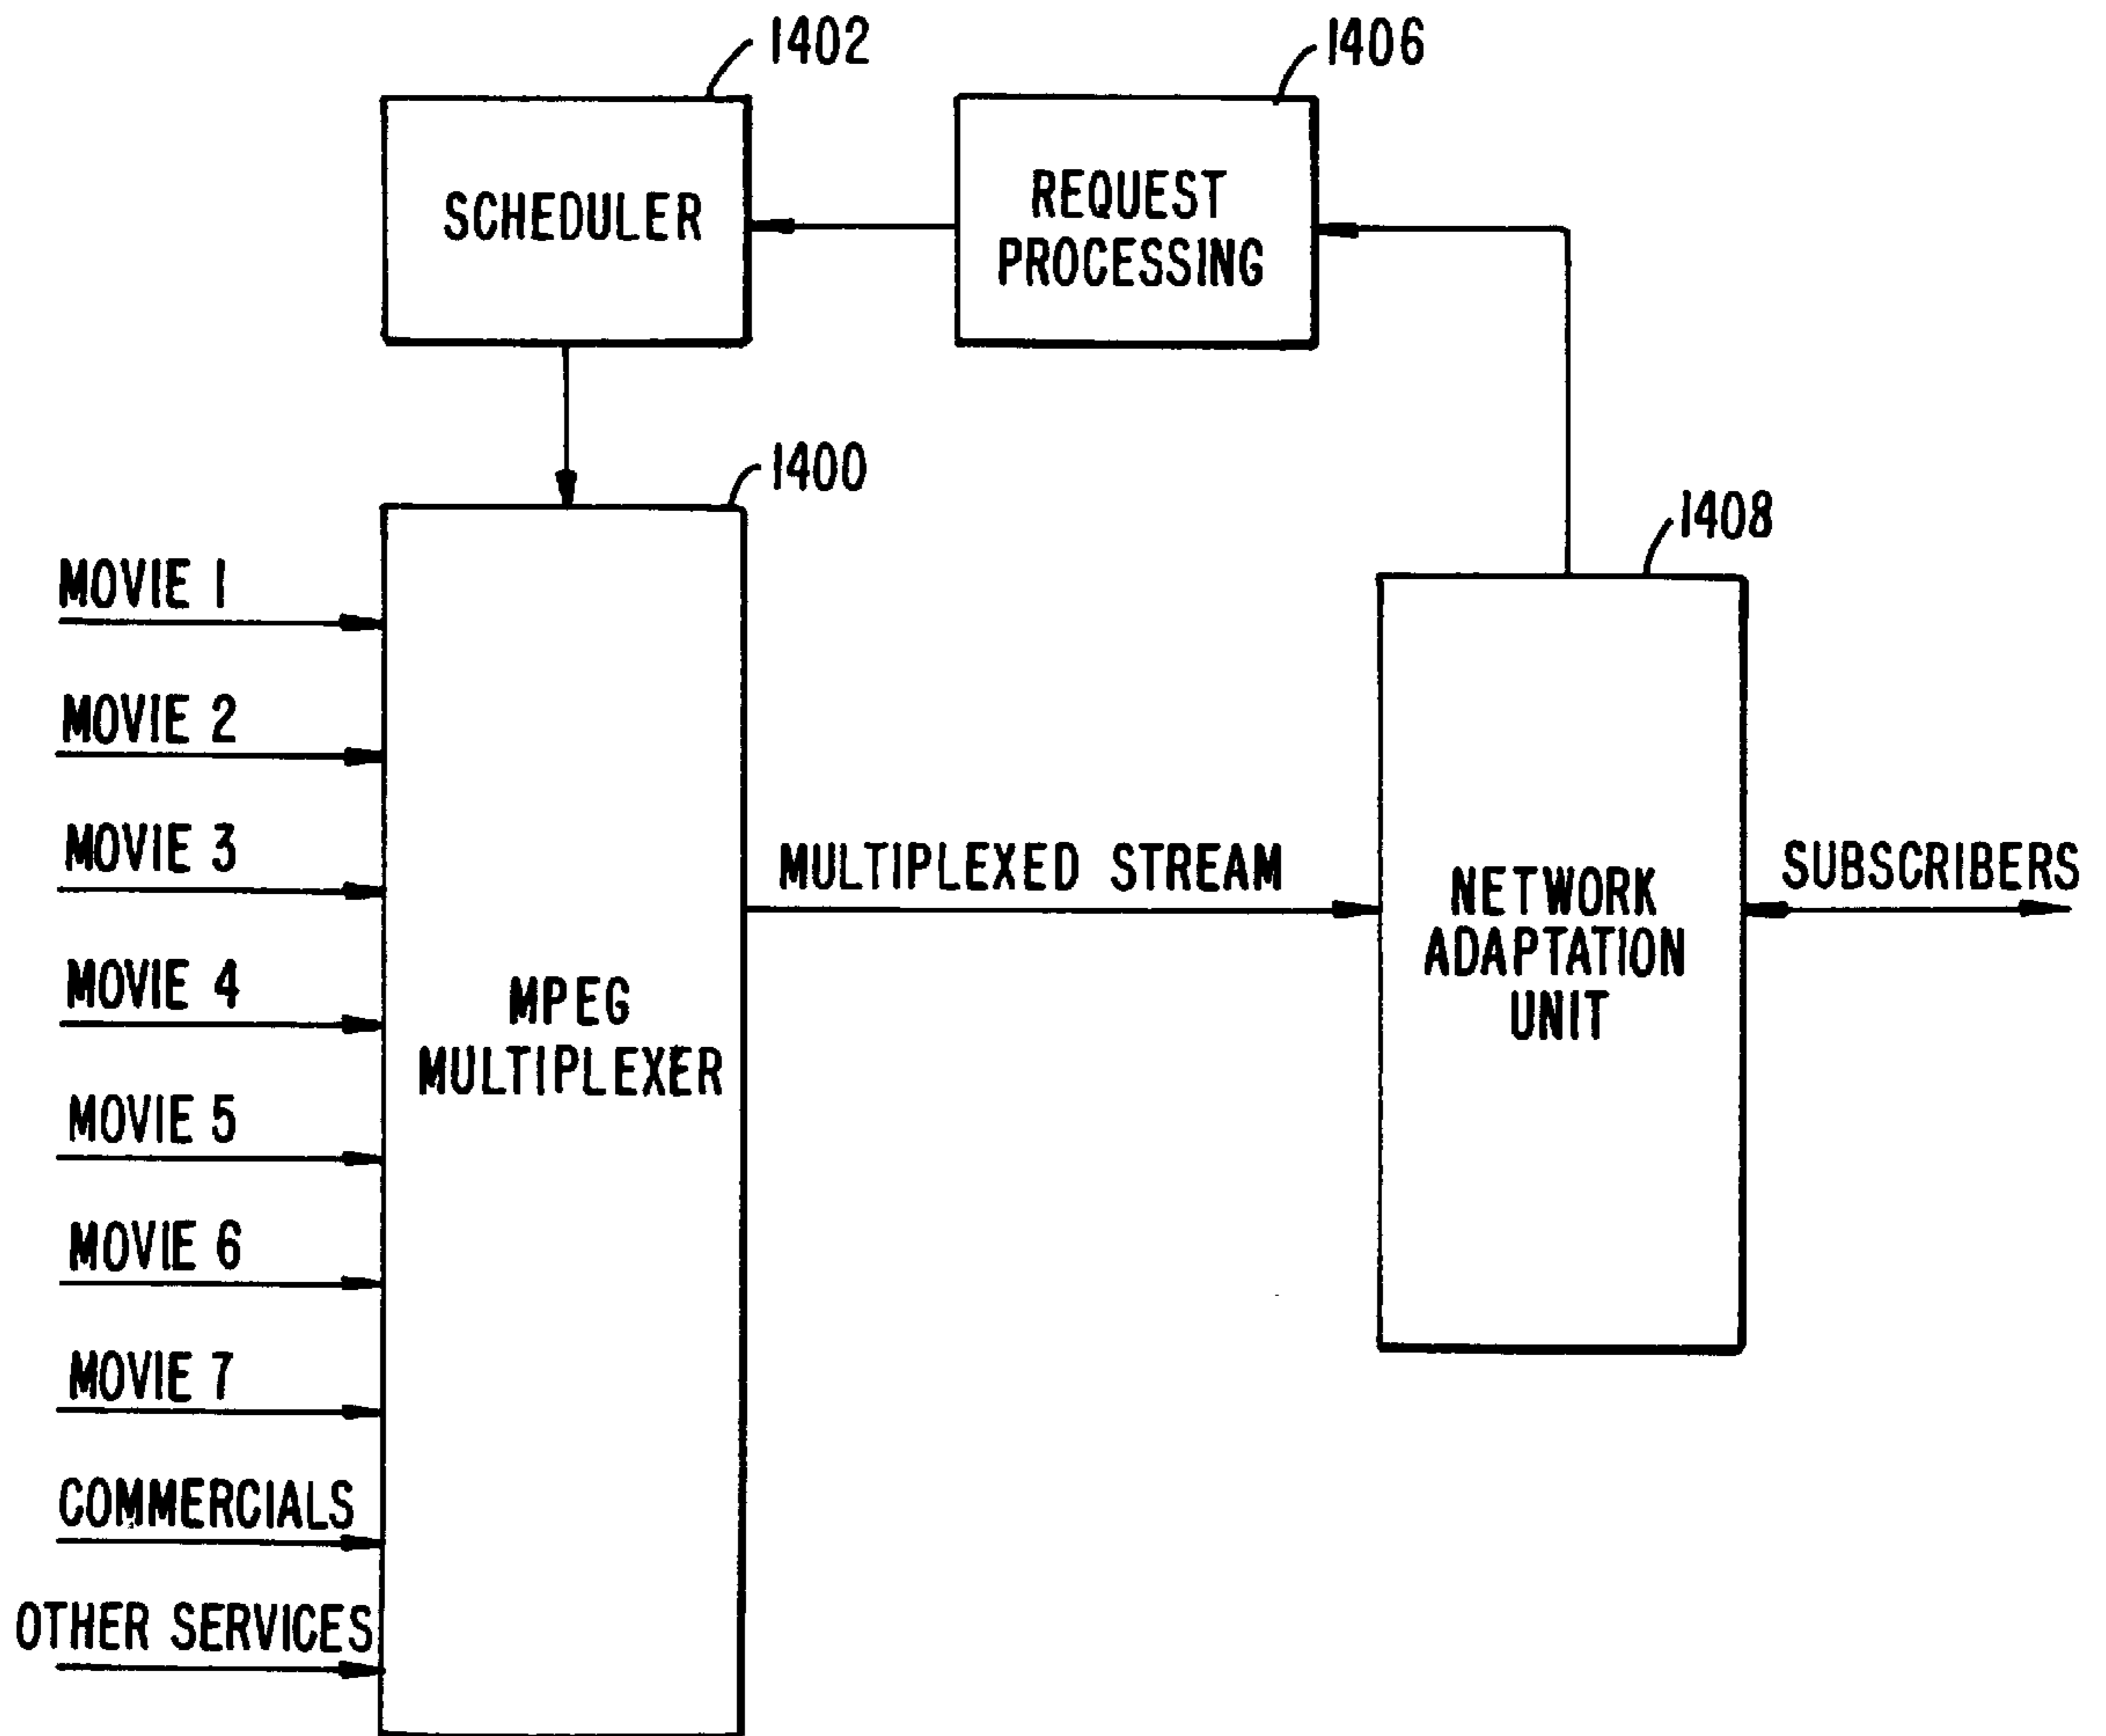 1402
1406
SCHEDULER
REQUEST
PROCESSING
1400
1408
MOVIE 1
MOVIE 2
MOVIE 3
MOVIE 4
MOVIE 5
MOVIE 6
MOVIE 7
COMMERCIALS
OTHER SERVICES
MPEG
MULTIPLEXER
MULTIPLEXED STREAM
NETWORK
ADAPTATION
UNIT
SUBSCRIBERS